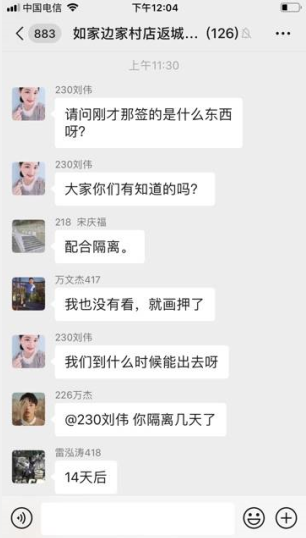 中国电信
下午12:04
883
如家边家村店返城...（126）
上午11:30
230刘伟
请问刚才那签的是什么东西
呀?
230刘伟
大家你们有知道的吗?
218 宋庆福
配合隔离。
万文杰417
我也没有看，就画押了
230刘伟
我们到什么时候能出去呀
226万杰
@230刘伟 你隔离几天了
雷泓涛418
14天后